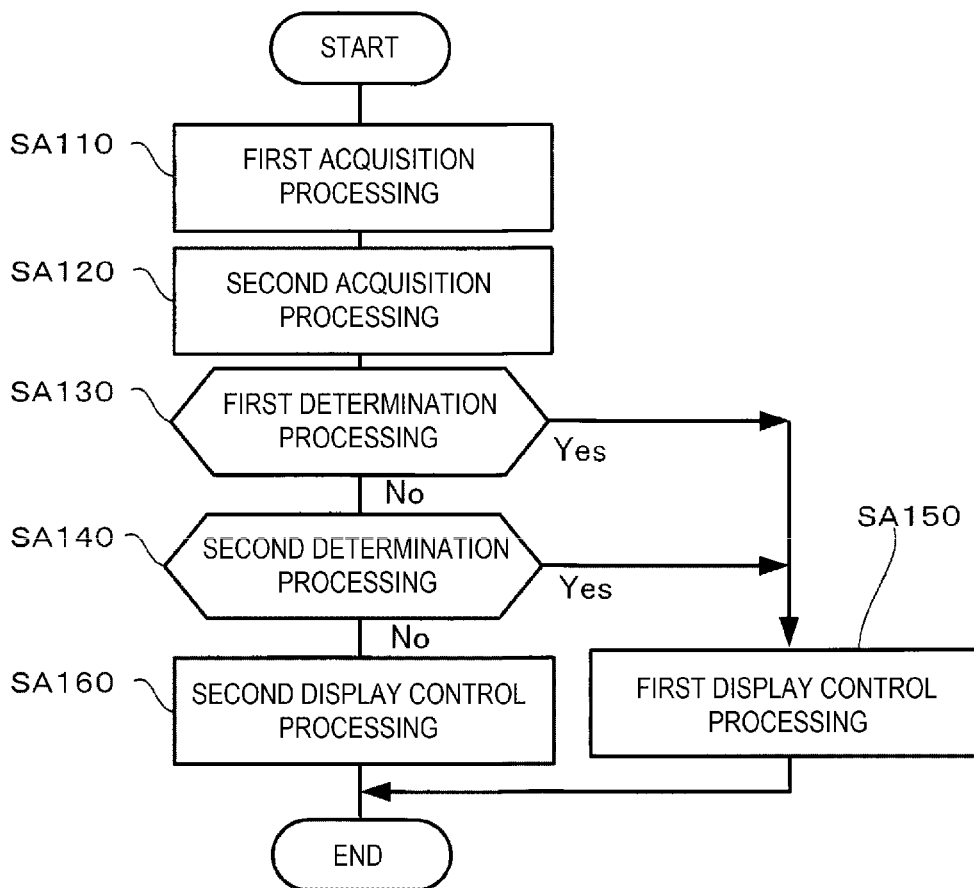 START
SA110
FIRST ACQUISITION
PROCESSING
SA120
SECOND ACQUISITION
PROCESSING
SA130
FIRST DETERMINATION
PROCESSING
Yes
No
SA140
SECOND DETERMINATION
PROCESSING
Yes
No
SA150
SA160
SECOND DISPLAY CONTROL
PROCESSING
FIRST DISPLAY CONTROL
PROCESSING
END